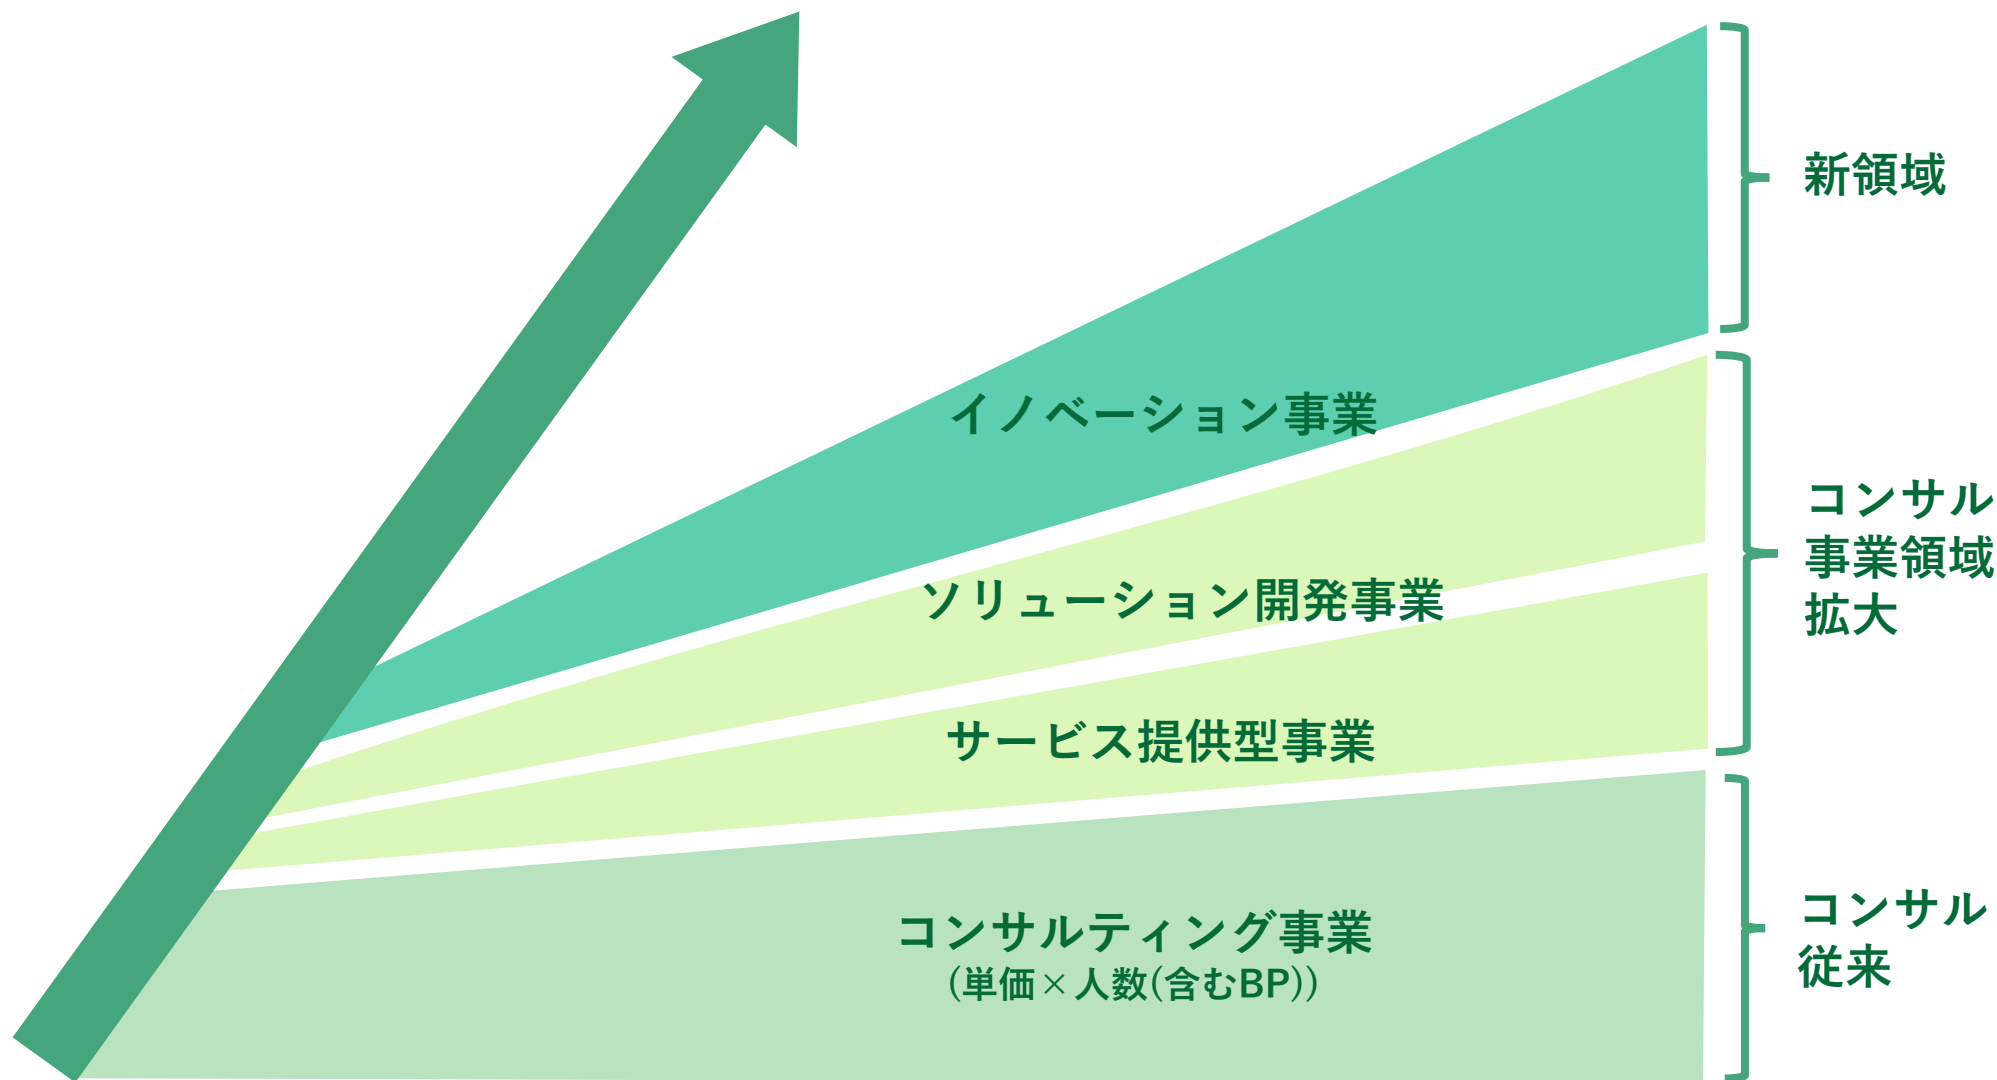 新領域
イノベーション事業
コンサル
事業領域
拡大
ソリューション開発事業
サービス提供型事業
コンサルティング事業
(単価×人数(含むBP))
コンサル
従来